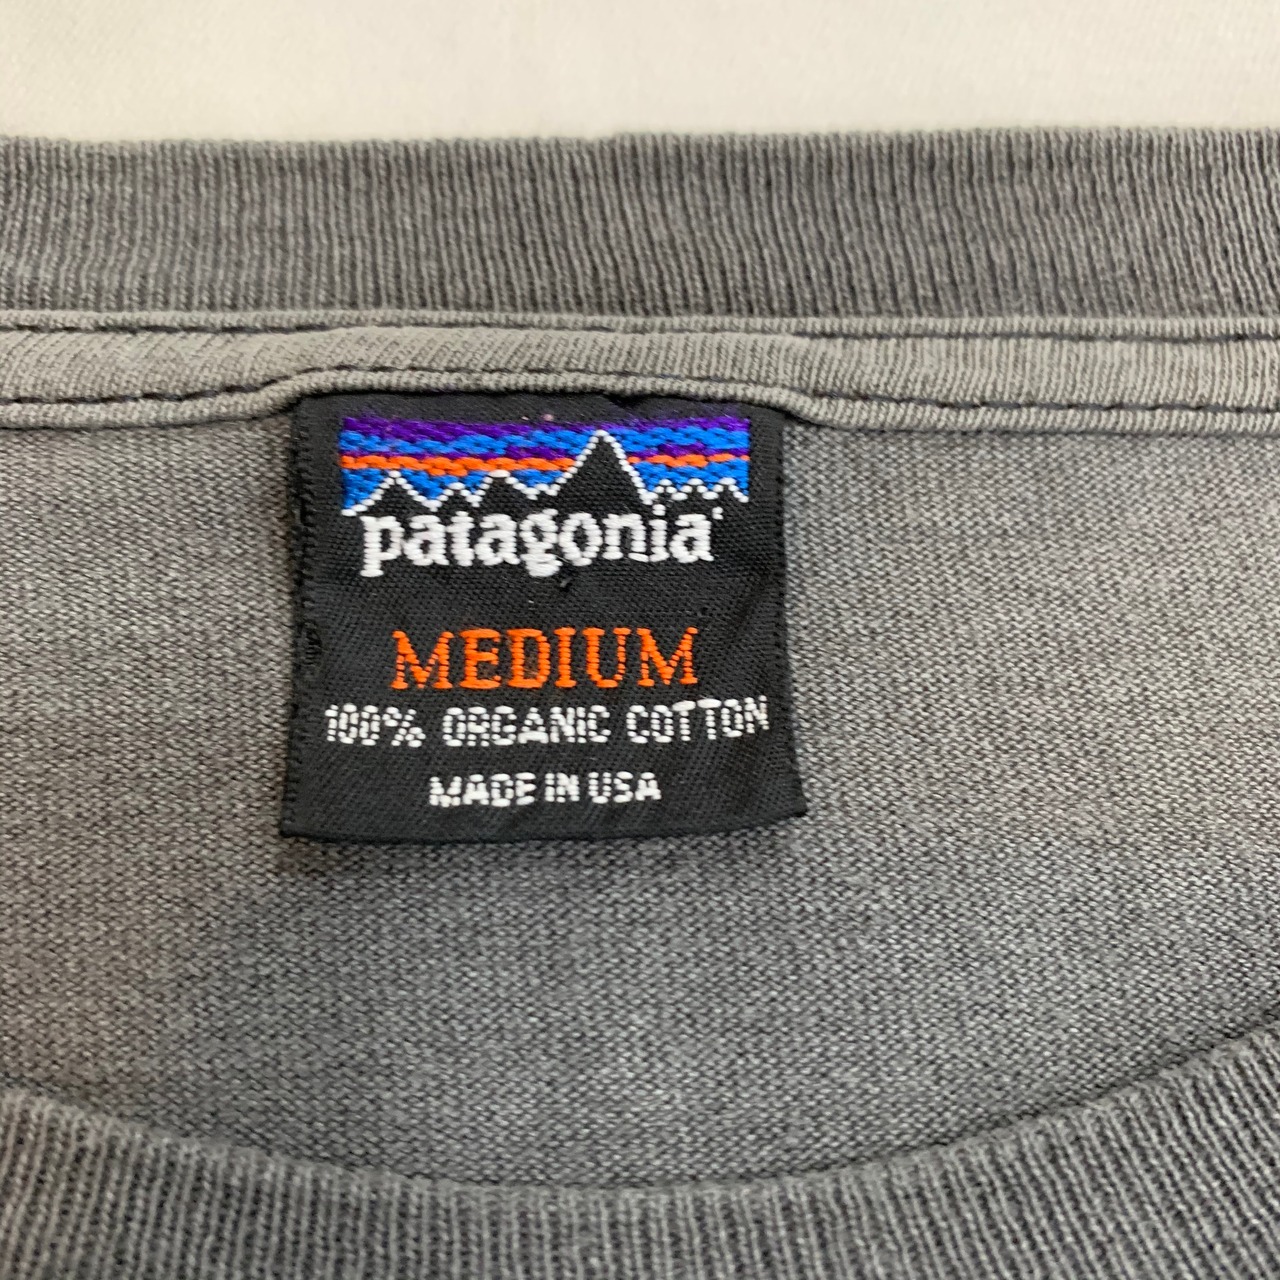 patagonia
MEDIUM
100% ORGANIC COTTON
MADE IN USA